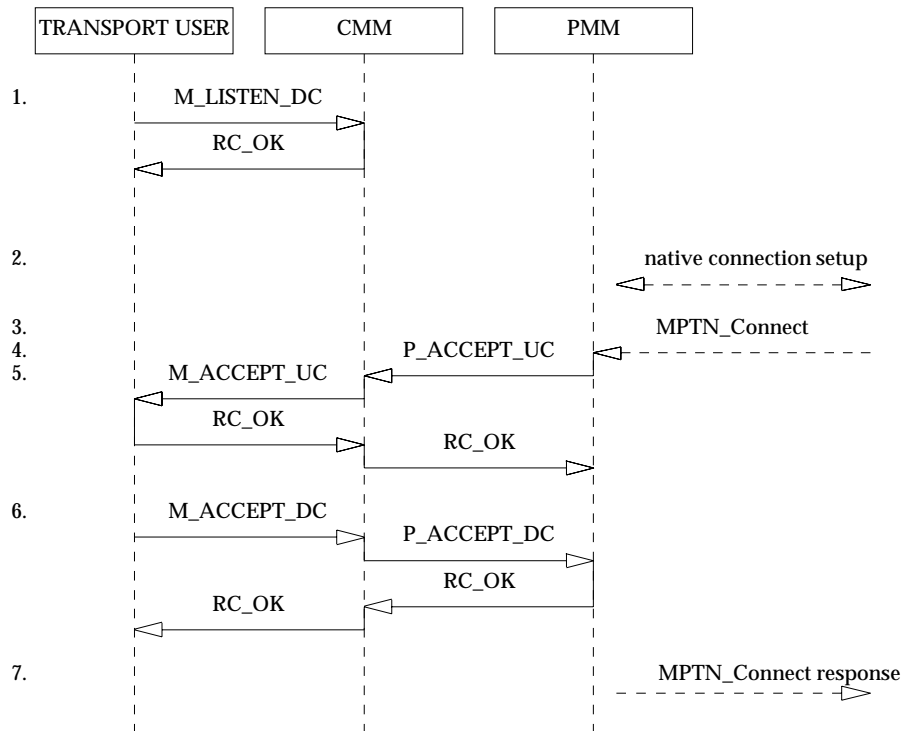 TRANSPORT USER CMM PMM
1. M_LISTEN_DC
RC_OK
2. native connection setup
3. MPTN_Connect
4. P_ACCEPT_UC
5. M_ACCEPT_UC
RC_OK
RC_OK
6. M_ACCEPT_DC
P_ACCEPT_DC
RC_OK
RC_OK
7. MPTN_Connect response